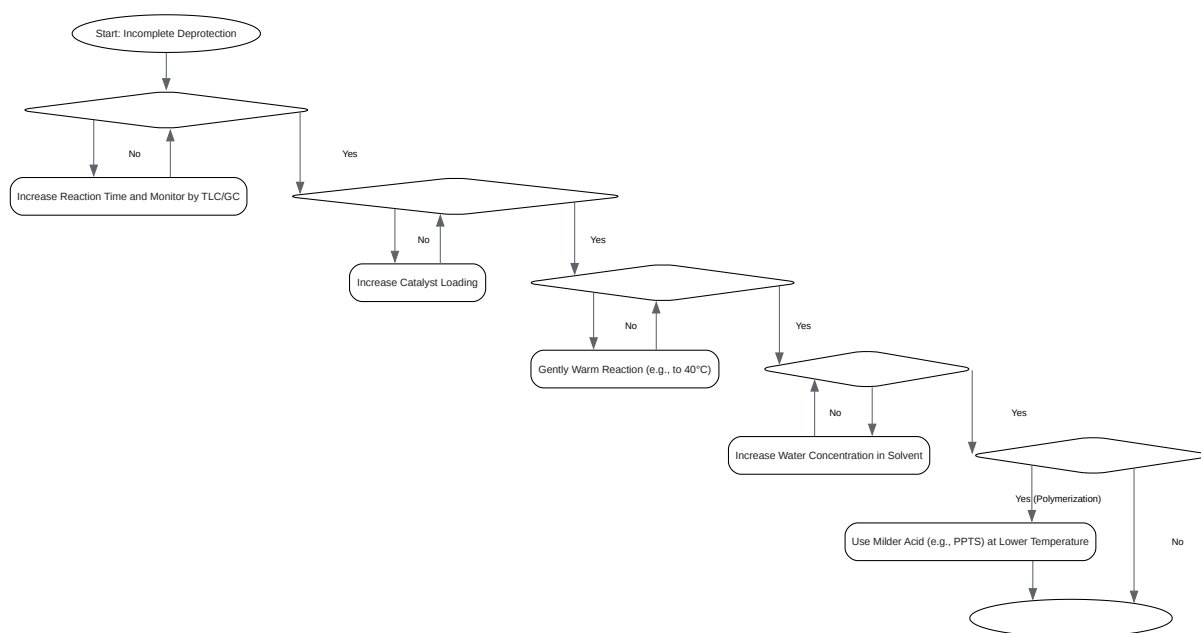 Start: Incomplete Deprotection
No
Yes
Increase Reaction Time and Monitor by TLC/GC
No
Yes
Increase Catalyst Loading
No
Yes
Gently Warm Reaction (e.g., to 40°C)
No
Yes
Increase Water Concentration in Solvent
Yes (Polymerization)
Use Milder Acid (e.g., PPTS) at Lower Temperature
No